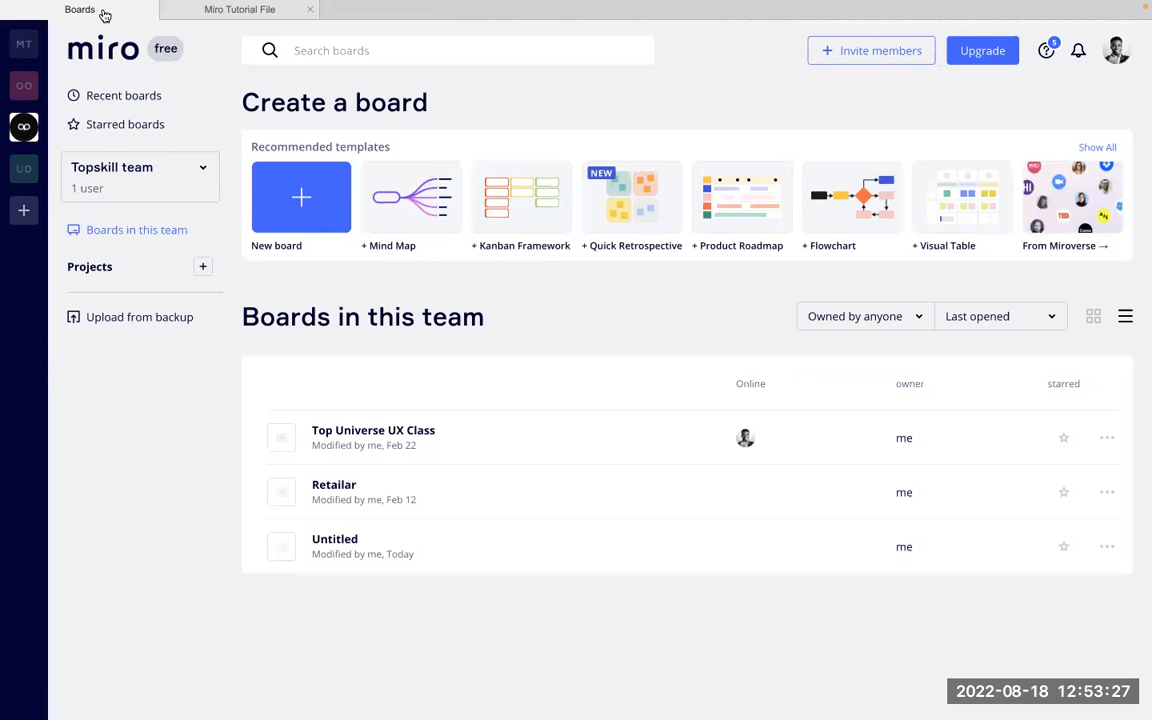 Boards
Miro Tutorial File
MT
miro free
Search boards
+ Invite members
Upgrade
5
OO
Recent boards
Create a board
Starred boards
Recommended templates
Show All
Topskill team
1 user
UD
NEW
New board
+ Mind Map
+ Kanban Framework
+ Quick Retrospective
+ Product Roadmap
+ Flowchart
+ Visual Table
From Miroverse →
Boards in this team
Projects
Upload from backup
Boards in this team
Owned by anyone
Last opened
Online owner starred
Top Universe UX Class
Modified by me, Feb 22
me
Retailar
Modified by me, Feb 12
me
Untitled
Modified by me, Today
me
2022-08-18 12:53:27